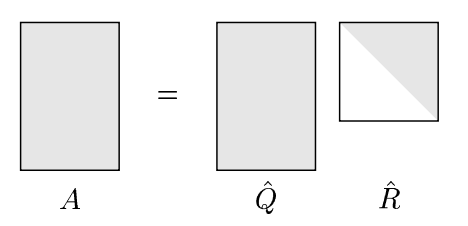 =
A Q̂ R̂